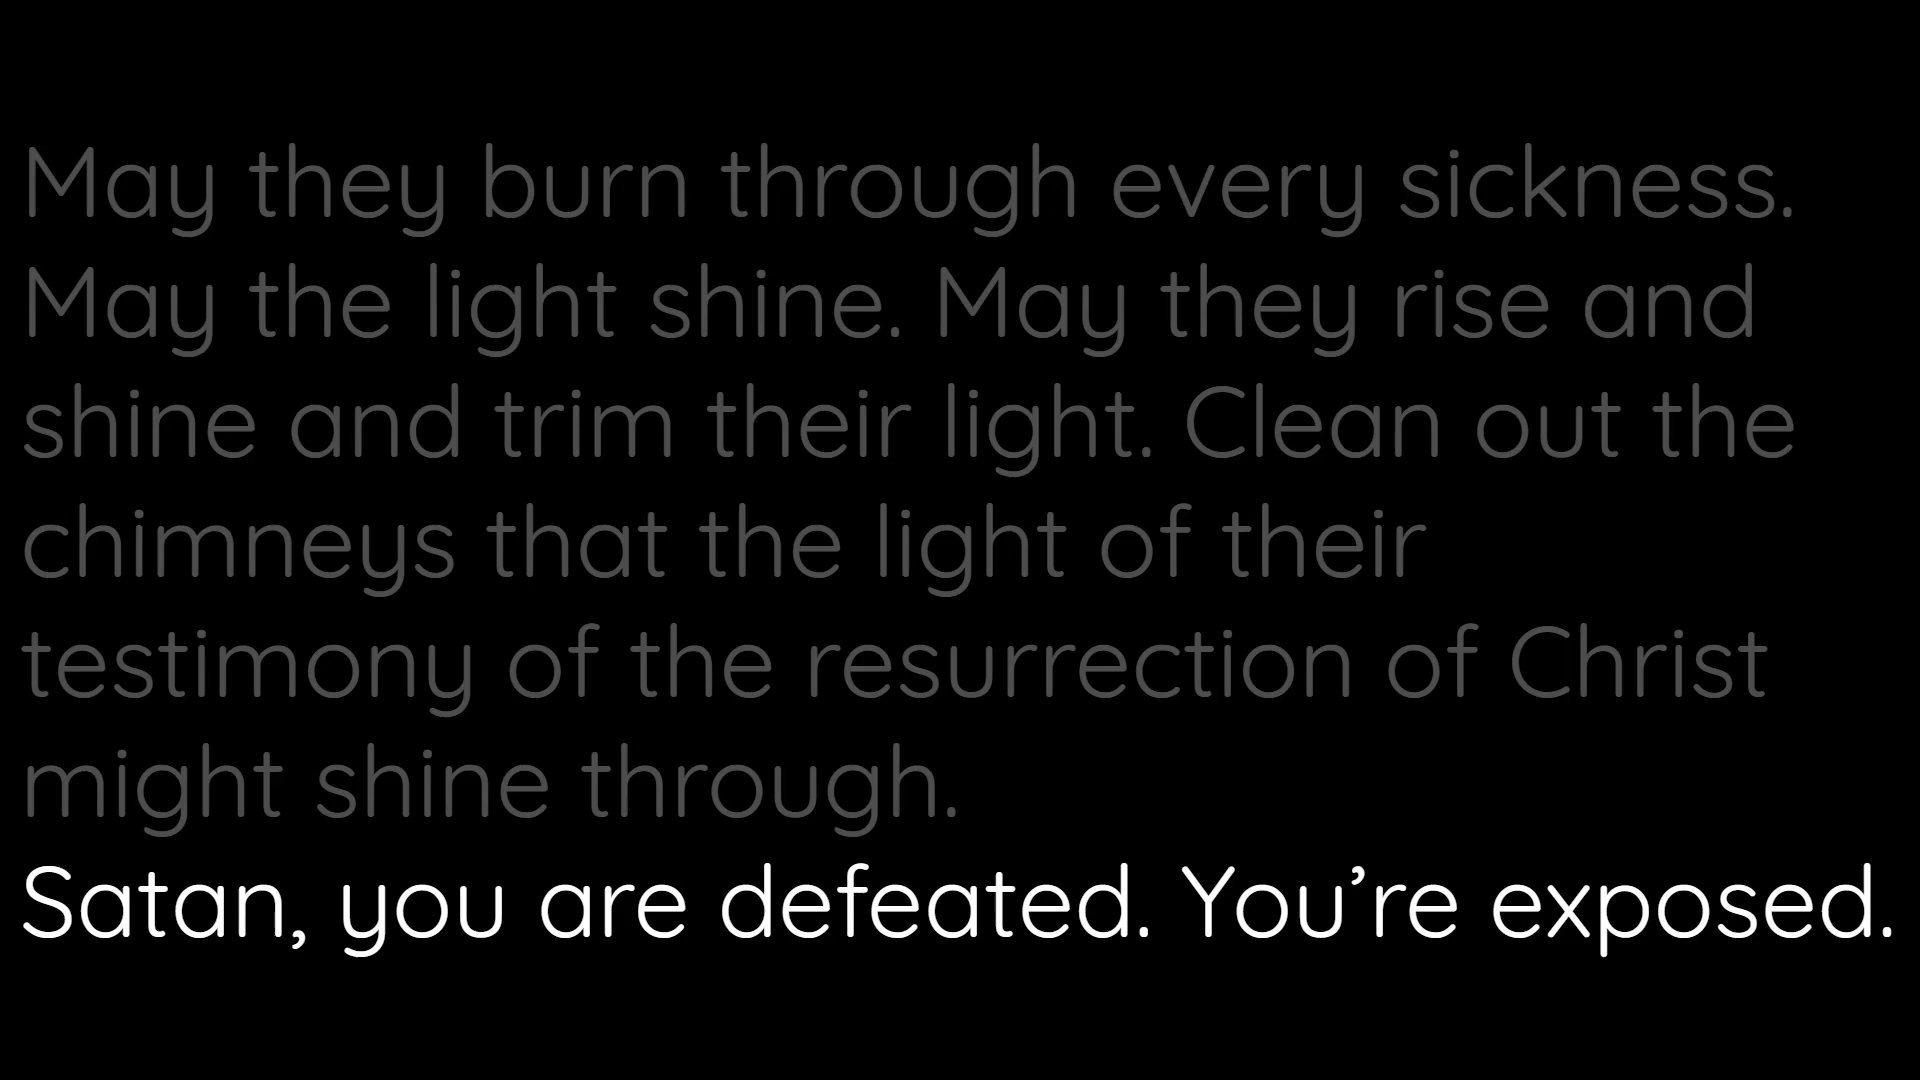 May they burn through every sickness.
May the light shine. May they rise and
shine and trim their light. Clean out the
chimneys that the light of their
testimony of the resurrection of Christ
might shine through.
Satan, you are defeated. You’re exposed.